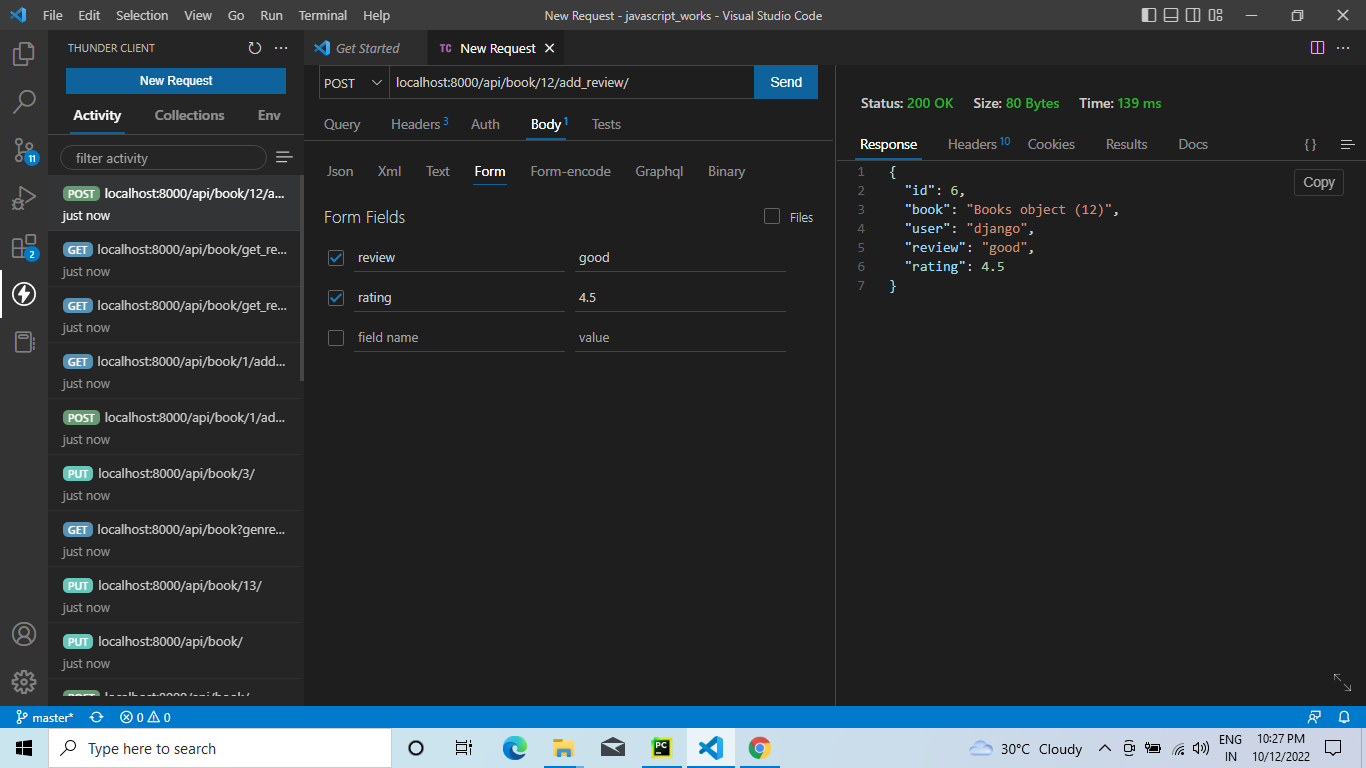 File Edit Selection View Go Run Terminal Help New Request - javascript_works - Visual Studio Code
THUNDER CLIENT
New Request
Activity Collections Env
filter activity
POST localhost:8000/api/book/12/a...
just now
GET localhost:8000/api/book/get_re...
just now
GET localhost:8000/api/book/get_re...
just now
GET localhost:8000/api/book/1/add...
just now
POST localhost:8000/api/book/1/ad...
just now
PUT localhost:8000/api/book/3/
just now
GET localhost:8000/api/book?genre...
just now
PUT localhost:8000/api/book/13/
just now
PUT localhost:8000/api/book/
just now
11
2
Get Started TC New Request
POST localhost:8000/api/book/12/add_review/ Send
Query Headers 3 Auth Body 1 Tests
Json Xml Text Form Form-encode Graphql Binary
Form Fields Files
review good
rating 4.5
field name value
Status: 200 OK Size: 80 Bytes Time: 139 ms
Response Headers 10 Cookies Results Docs { }
Copy
1 {
2 "id": 6,
3 "book": "Books object (12)",
4 "user": "django",
5 "review": "good",
6 "rating": 4.5
7 }
master* 0 0
Type here to search PC 30°C Cloudy ENG 10:27 PM
IN 10/12/2022